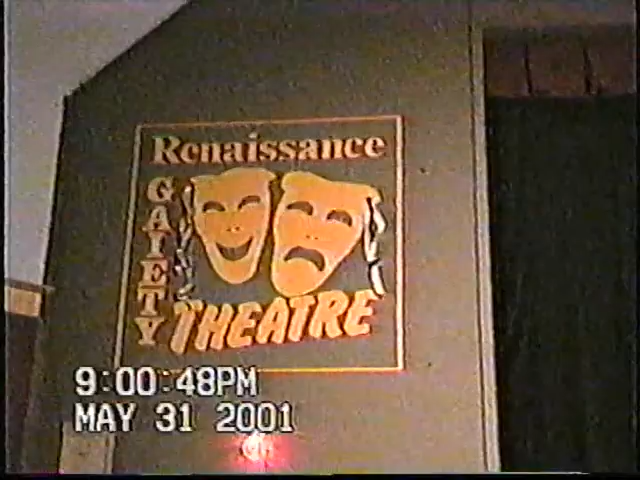 Renaissance
GAIETY
THEATRE
9:00:48PM
MAY 31 2001